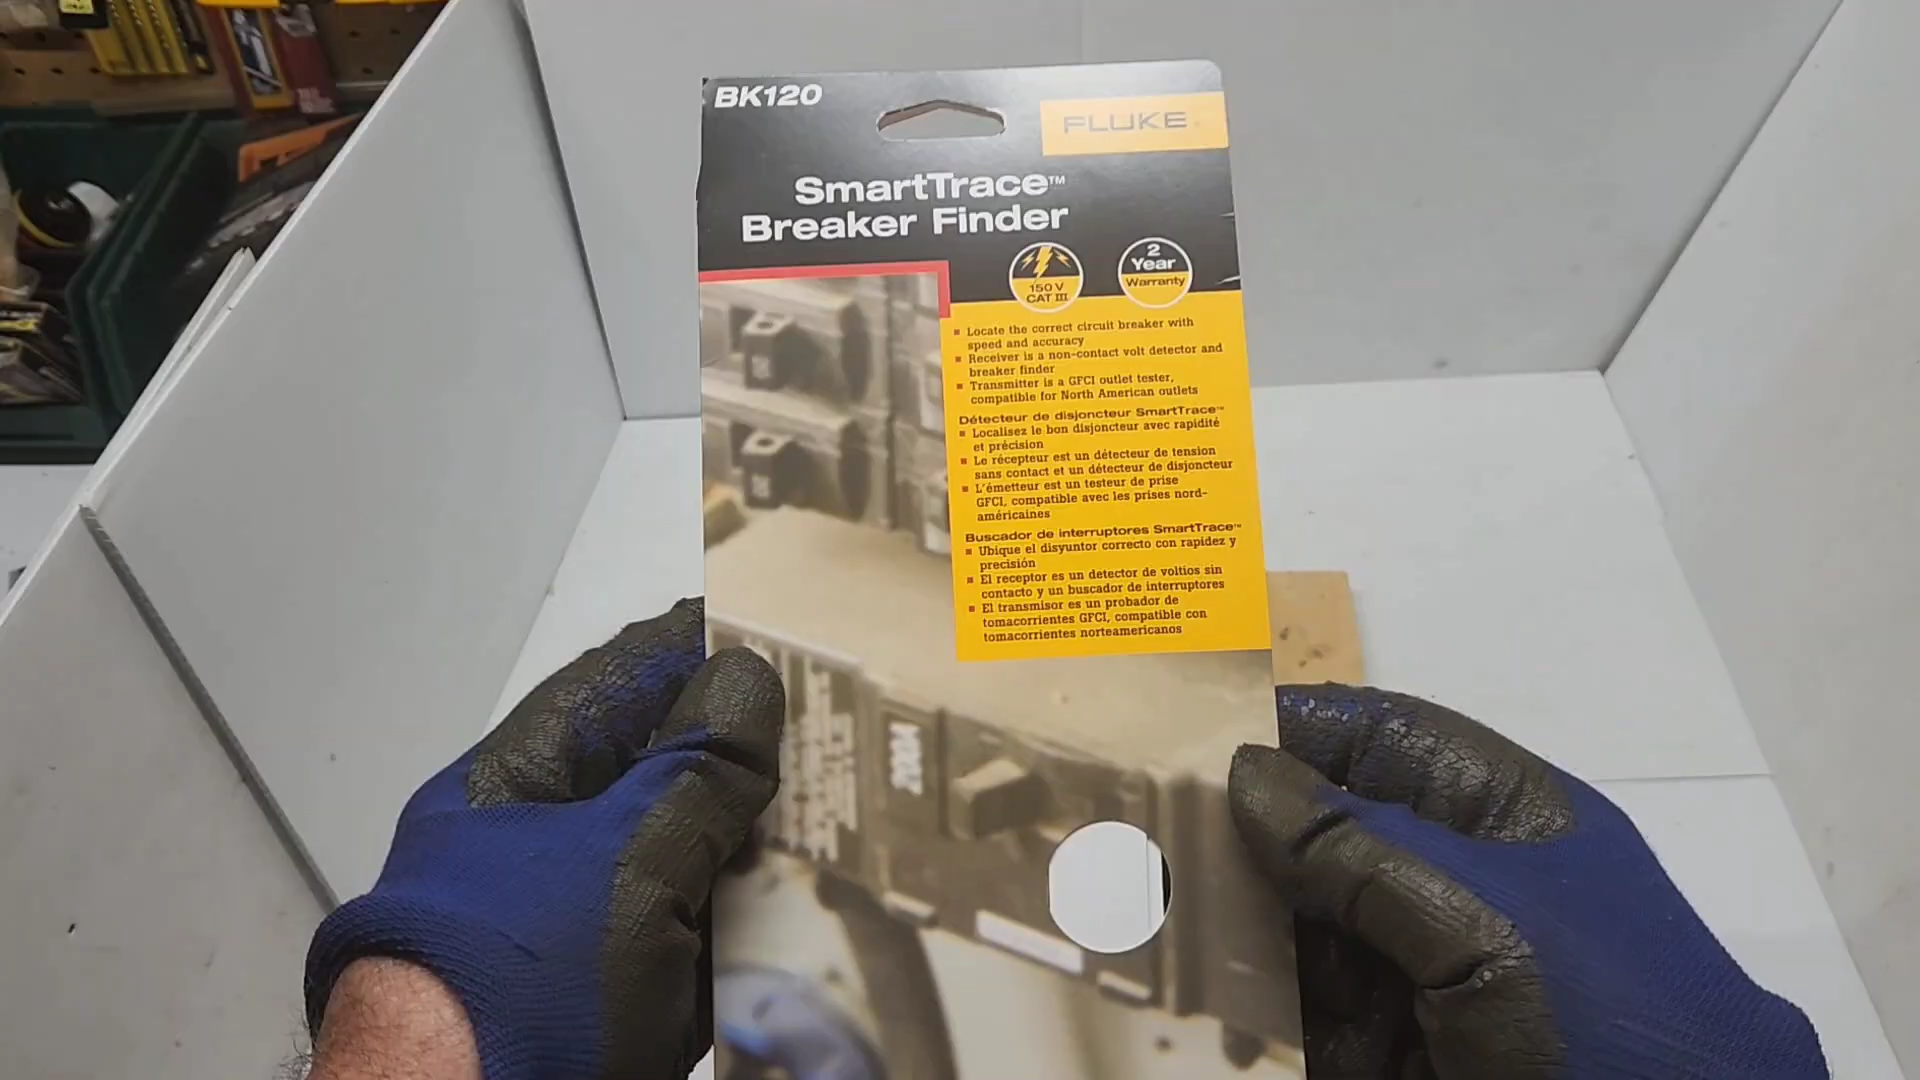 BK120
FLUKE
SmartTrace™
Breaker Finder
150 V
CAT III
2
Year
Warranty
Locate the correct circuit breaker with
speed and accuracy
Receiver is a non-contact volt detector and
breaker finder
Transmitter is a GFCI outlet tester,
compatible for North American outlets
Détecteur de disjoncteur SmartTrace™
Localisez le bon disjoncteur avec rapidité
et précision
Le récepteur est un détecteur de tension
sans contact et un détecteur de disjoncteur
L'émetteur est un testeur de prise
GFCI, compatible avec les prises nord-
américaines
Buscador de interruptores SmartTrace™
Ubique el disyuntor correcto con rapidez y
precisión
El receptor es un detector de voltios sin
contacto y un buscador de interruptores
El transmisor es un probador de
tomacorrientes GFCI, compatible con
tomacorrientes norteamericanos